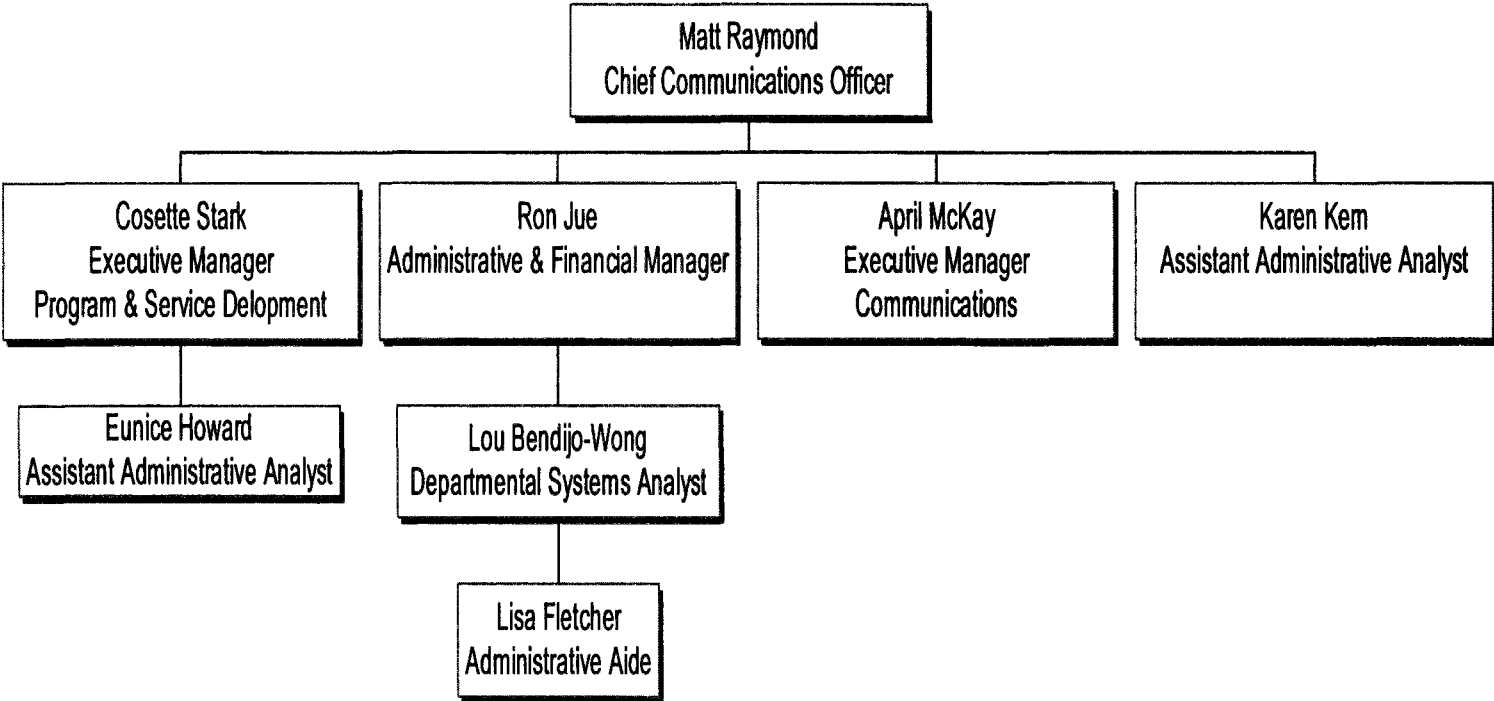 Matt Raymond
Chief Communications Officer
Cosette Stark
Executive Manager
Program & Service Delopment
Ron Jue
Administrative & Financial Manager
April McKay
Executive Manager
Communications
Karen Kern
Assistant Administrative Analyst
Eunice Howard
Assistant Administrative Analyst
Lou Bendijo-Wong
Departmental Systems Analyst
Lisa Fletcher
Administrative Aide